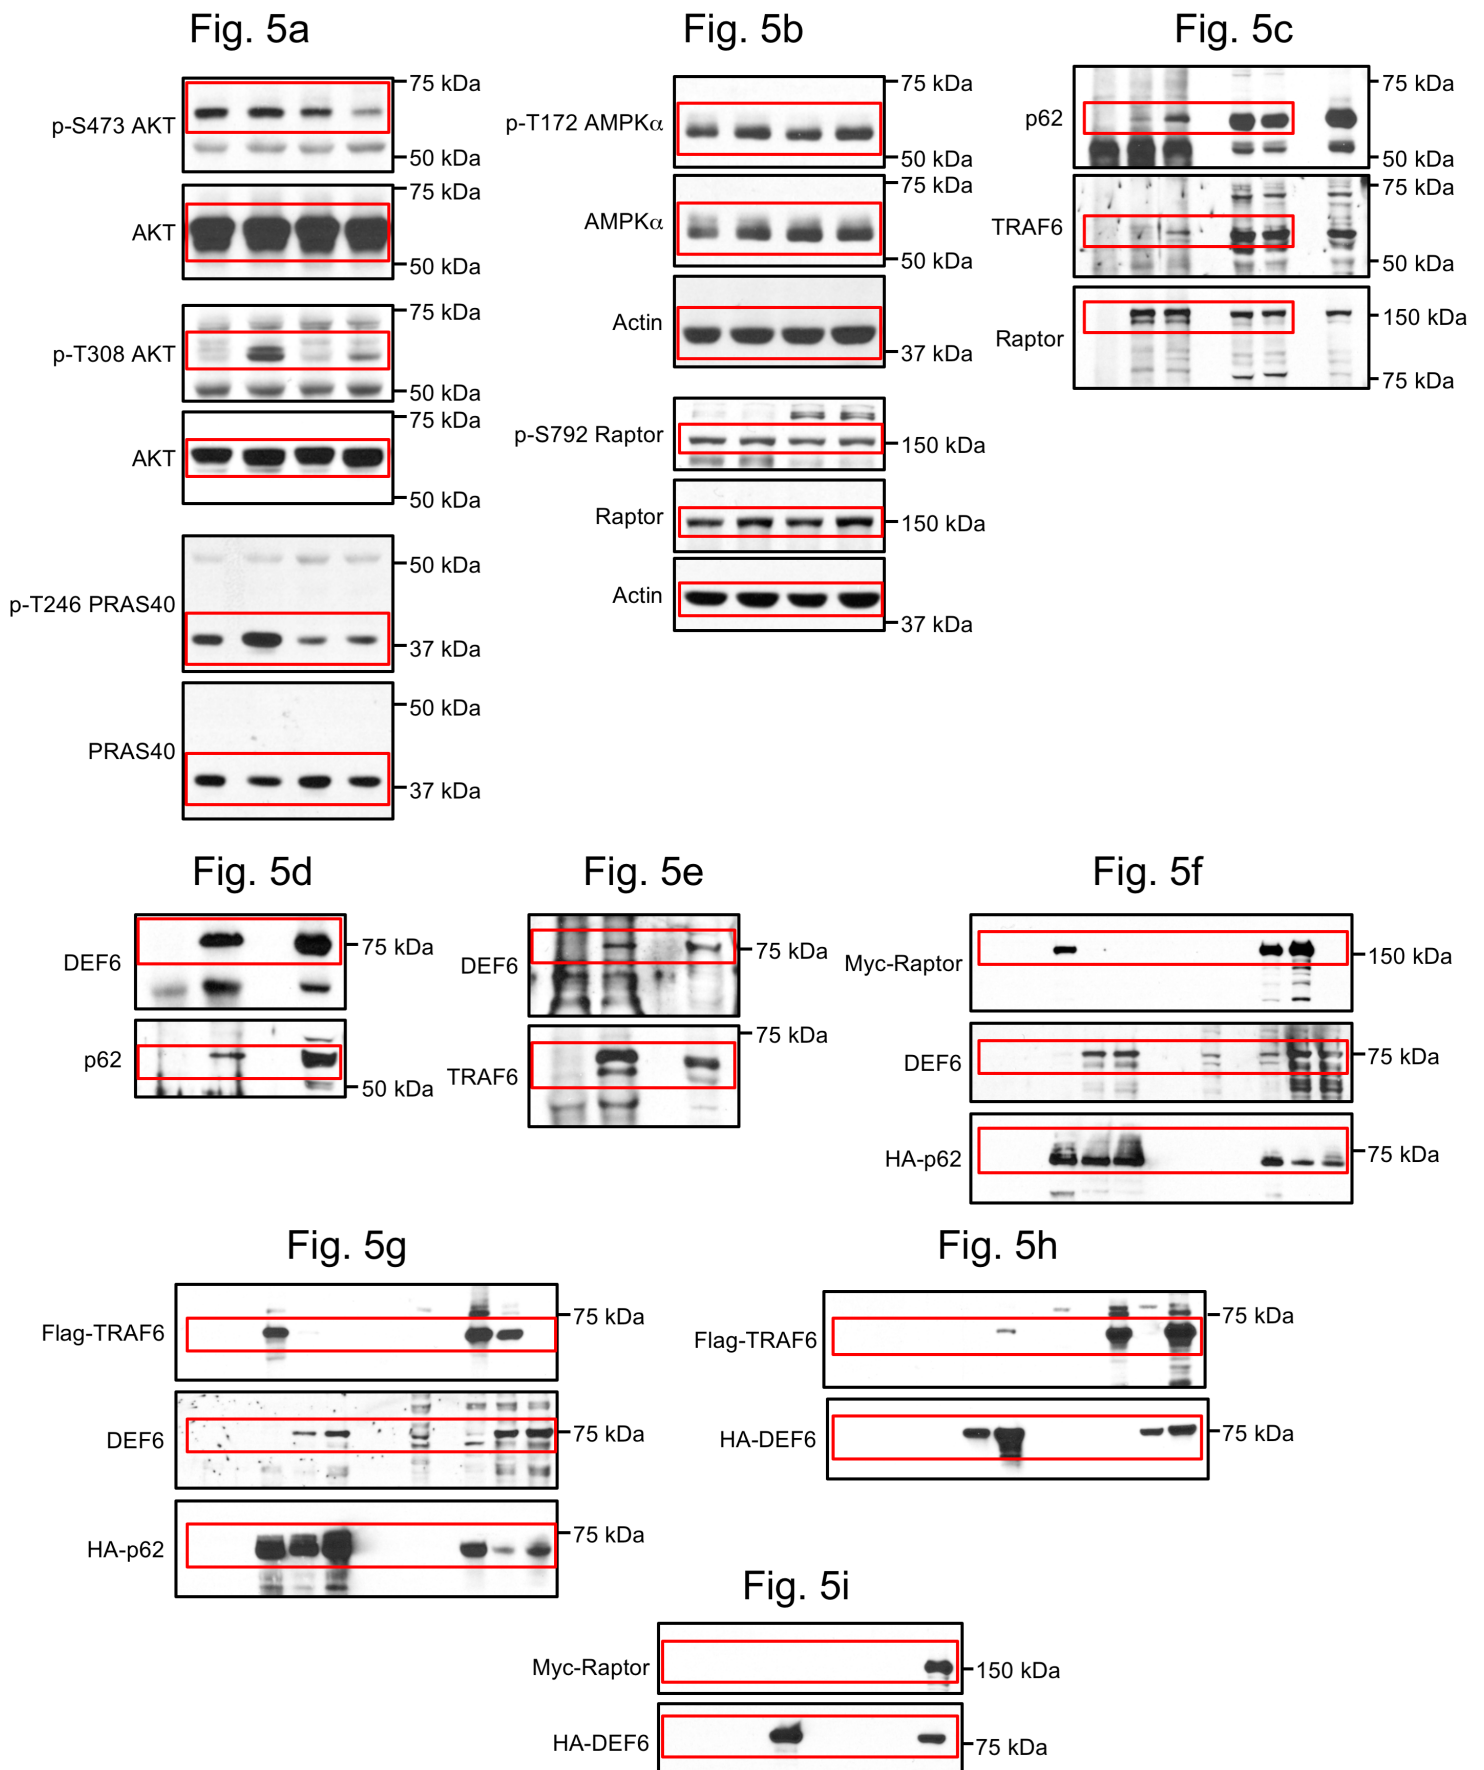 Fig. 5a
p-S473 AKT
75 kDa
50 kDa
AKT
75 kDa
50 kDa
p-T308 AKT
75 kDa
50 kDa
AKT
75 kDa
50 kDa
p-T246 PRAS40
50 kDa
37 kDa
PRAS40
50 kDa
37 kDa
Fig. 5b
p-T172 AMPKα
75 kDa
50 kDa
AMPKα
75 kDa
50 kDa
Actin
37 kDa
p-S792 Raptor
150 kDa
Raptor
150 kDa
Actin
37 kDa
Fig. 5c
p62
75 kDa
50 kDa
TRAF6
75 kDa
50 kDa
Raptor
150 kDa
75 kDa
Fig. 5d
DEF6
75 kDa
p62
50 kDa
Fig. 5e
DEF6
75 kDa
TRAF6
75 kDa
Fig. 5f
Myc-Raptor
150 kDa
DEF6
75 kDa
HA-p62
75 kDa
Fig. 5g
Flag-TRAF6
75 kDa
DEF6
75 kDa
HA-p62
75 kDa
Fig. 5h
Flag-TRAF6
75 kDa
HA-DEF6
75 kDa
Fig. 5i
Myc-Raptor
150 kDa
HA-DEF6
75 kDa